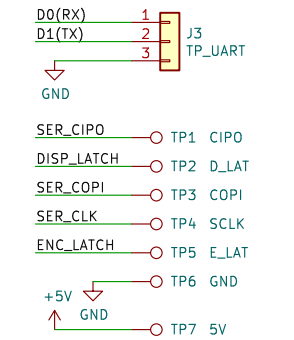 D0(RX) 1
D1(TX) 2 J3
3 TP_UART
GND
SER_CIPO TP1 CIPO
DISP_LATCH TP2 D_LAT
SER_COPI TP3 COPI
SER_CLK TP4 SCLK
ENC_LATCH TP5 E_LAT
TP6 GND
+5V GND
TP7 5V